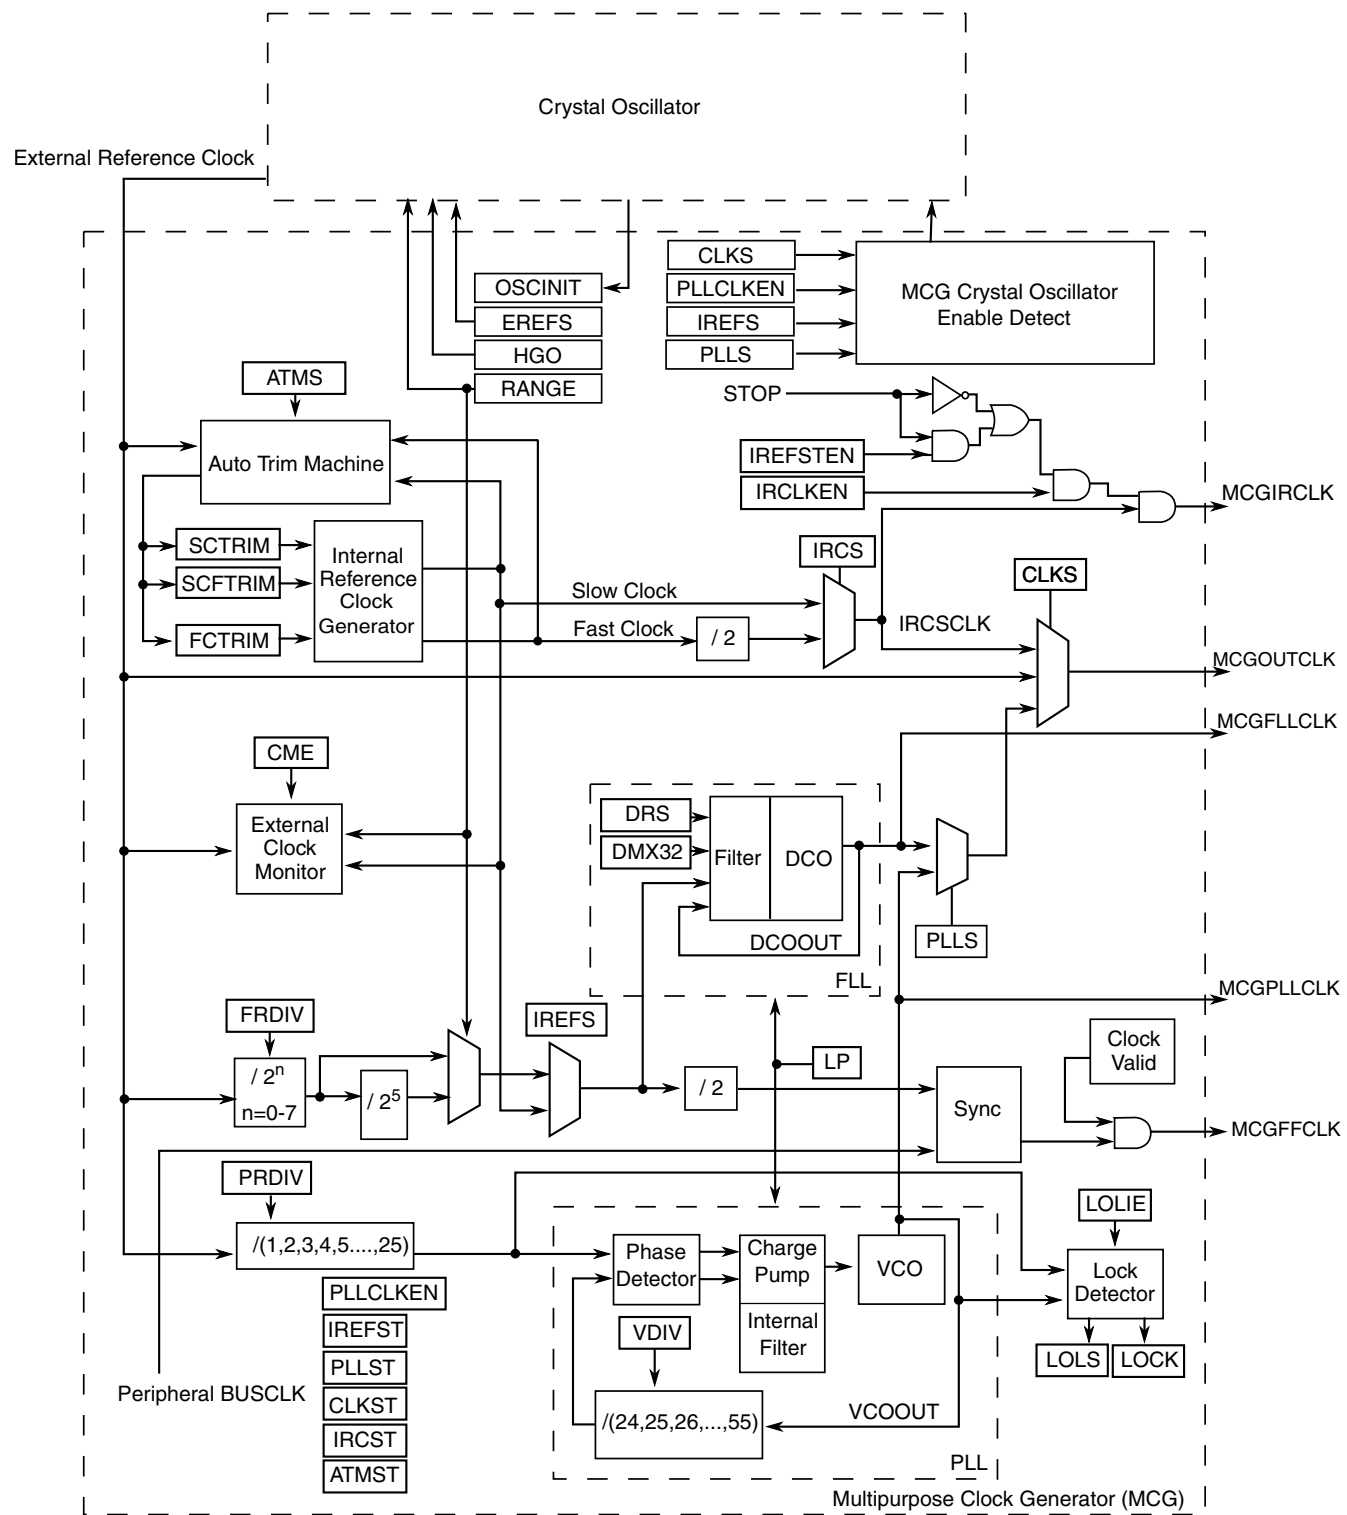 Crystal Oscillator
External Reference Clock
CLKS
OSCINIT
PLLCLKEN
MCG Crystal Oscillator
Enable Detect
EREFS
IREFS
HGO
PLLS
ATMS
RANGE
STOP
Auto Trim Machine
IREFSTEN
IRCLKEN
MCGIRCLK
SCTRIM
Internal
Reference
Clock
Generator
IRCS
SCFTRIM
CLKS
Slow Clock
FCTRIM
Fast Clock
/ 2
IRCSCLK
MCGOUTCLK
MCGFLLCLK
CME
External
Clock
Monitor
DRS
DMX32
Filter
DCO
DCOOUT
PLLS
FLL
MCGPLLCLK
FRDIV
IREFS
/ 2n
n=0-7
/ 25
/ 2
LP
Clock
Valid
Sync
MCGFFCLK
PRDIV
LOLIE
/(1,2,3,4,5....,25)
Phase
Detector
Charge
Pump
VCO
Lock
Detector
PLLCLKEN
Internal
Filter
IREFST
VDIV
PLLST
LOLS
LOCK
Peripheral BUSCLK
CLKST
/(24,25,26,...,55)
VCOOUT
IRCST
ATMST
PLL
Multipurpose Clock Generator (MCG)